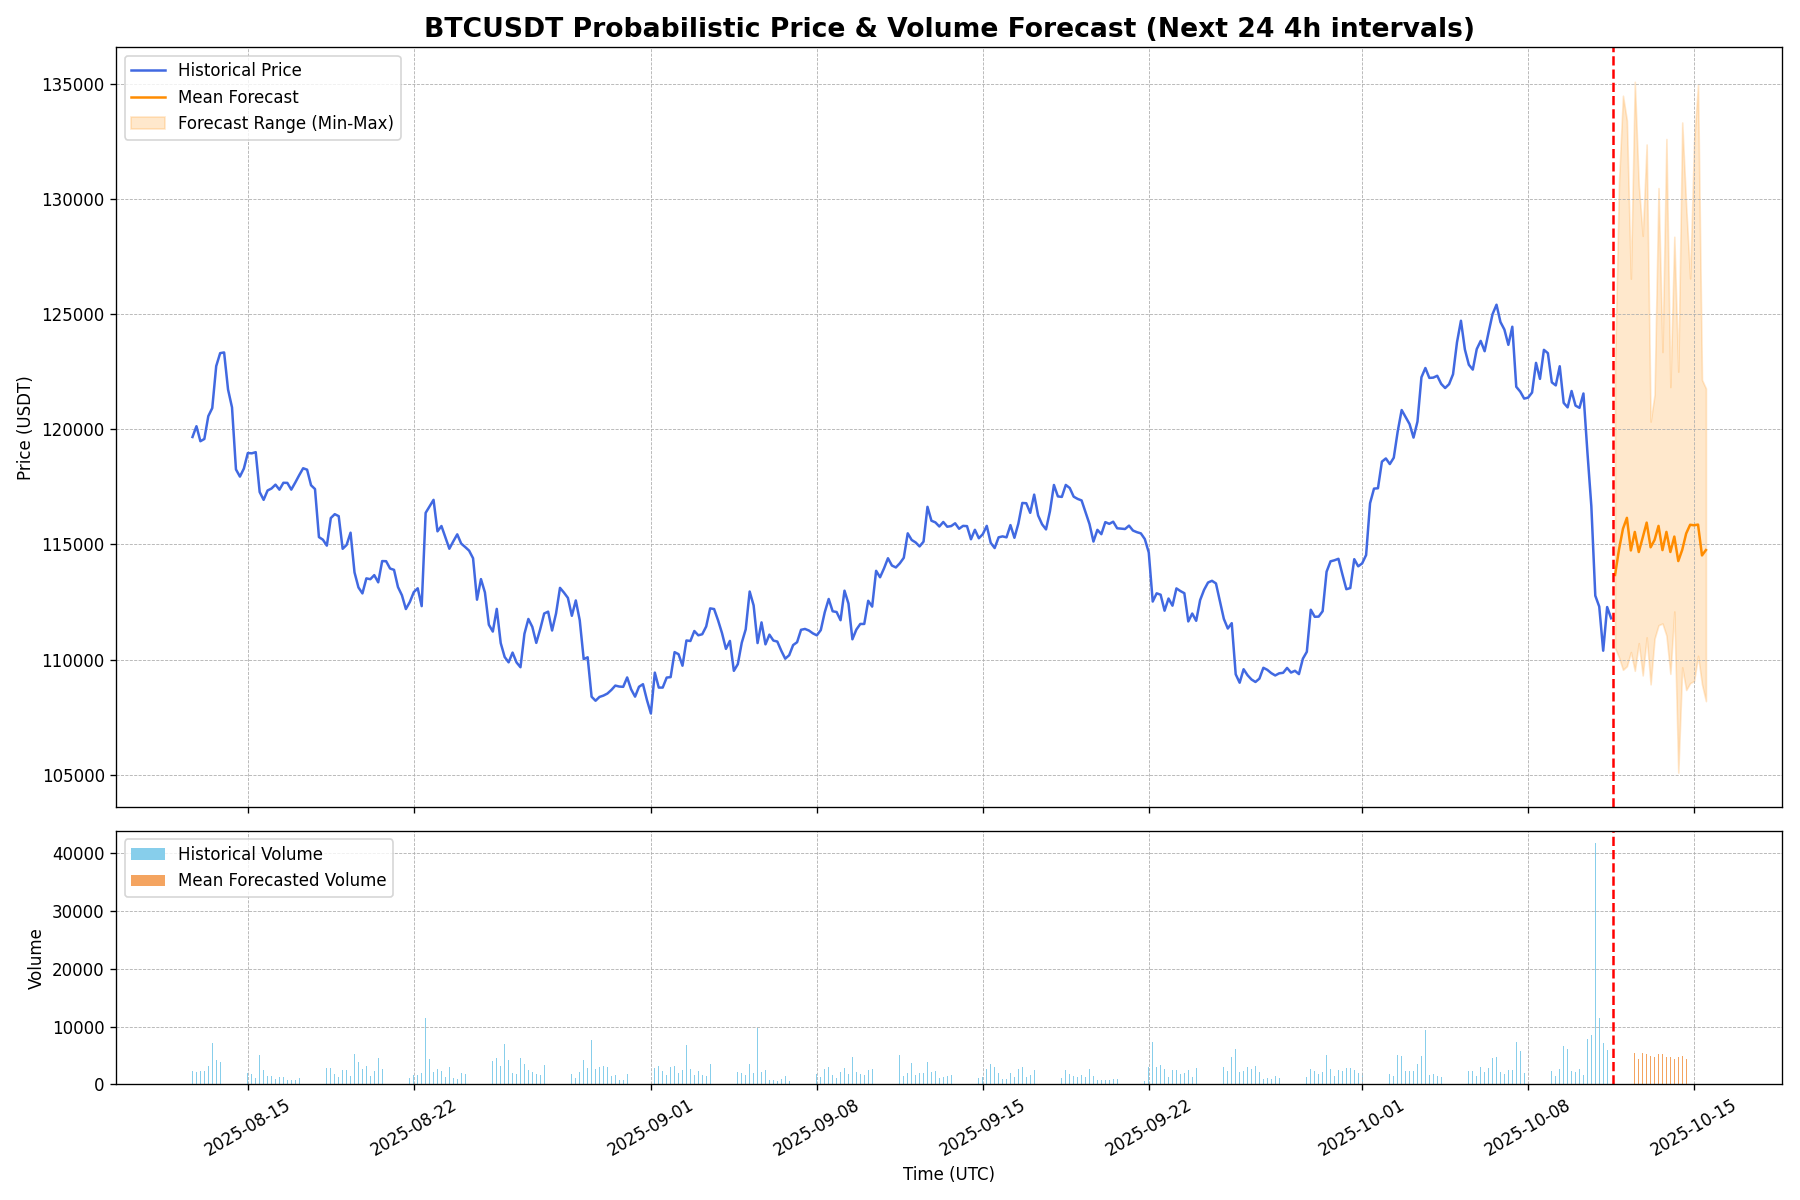 BTCUSDT Probabilistic Price & Volume Forecast (Next 24 4h intervals)
Historical Price
Mean Forecast
Forecast Range (Min-Max)
135000
130000
125000
120000
115000
110000
105000
Price (USDT)
Historical Volume
Mean Forecasted Volume
40000
30000
20000
10000
0
Volume
2025-08-15
2025-08-22
2025-09-01
2025-09-08
2025-09-15
2025-09-22
2025-10-01
2025-10-08
2025-10-15
Time (UTC)